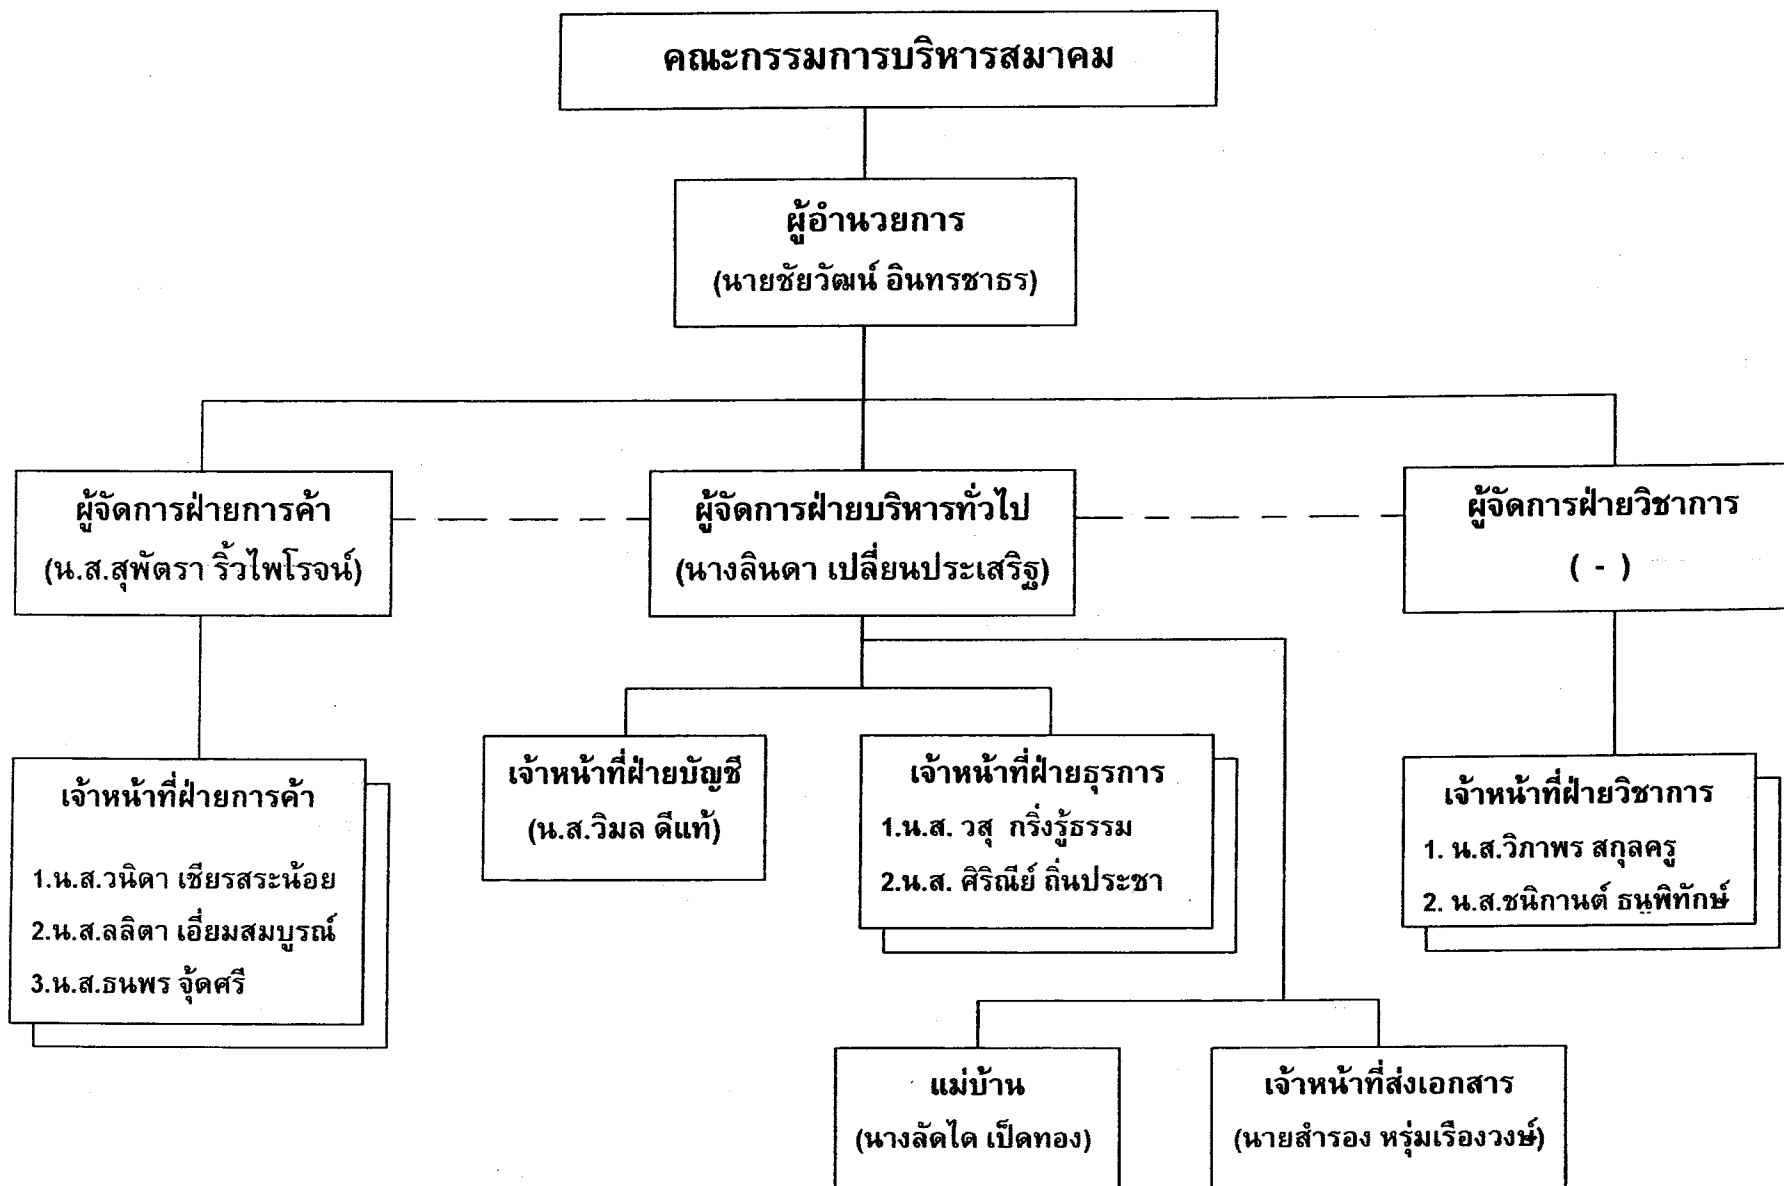 คณะกรรมการบริหารสมาคม
ผู้อำนวยการ
(นายชัยวัฒน์ อินทรชาธร)
ผู้จัดการฝ่ายการค้า
(น.ส.สุพัตรา ริ้วไพโรจน์)
ผู้จัดการฝ่ายบริหารทั่วไป
(นางลินดา เปลี่ยนประเสริฐ)
ผู้จัดการฝ่ายวิชาการ
( - )
เจ้าหน้าที่ฝ่ายการค้า
1.น.ส.วนิดา เชียรสระน้อย
2.น.ส.ลลิตา เอี่ยมสมบูรณ์
3.น.ส.ธนพร จุ้ดศรี
เจ้าหน้าที่ฝ่ายบัญชี
(น.ส.วิมล ดีแท้)
เจ้าหน้าที่ฝ่ายธุรการ
1.น.ส. วสุ กริ่งรู้ธรรม
2.น.ส. ศิริณีย์ ถิ่นประชา
เจ้าหน้าที่ฝ่ายวิชาการ
1. น.ส.วิภาพร สกุลครู
2. น.ส.ชนิกานต์ ธนูพิทักษ์
แม่บ้าน
(นางลัดได เป็ดทอง)
เจ้าหน้าที่ส่งเอกสาร
(นายสำรอง หรุ่มเรืองวงษ์)